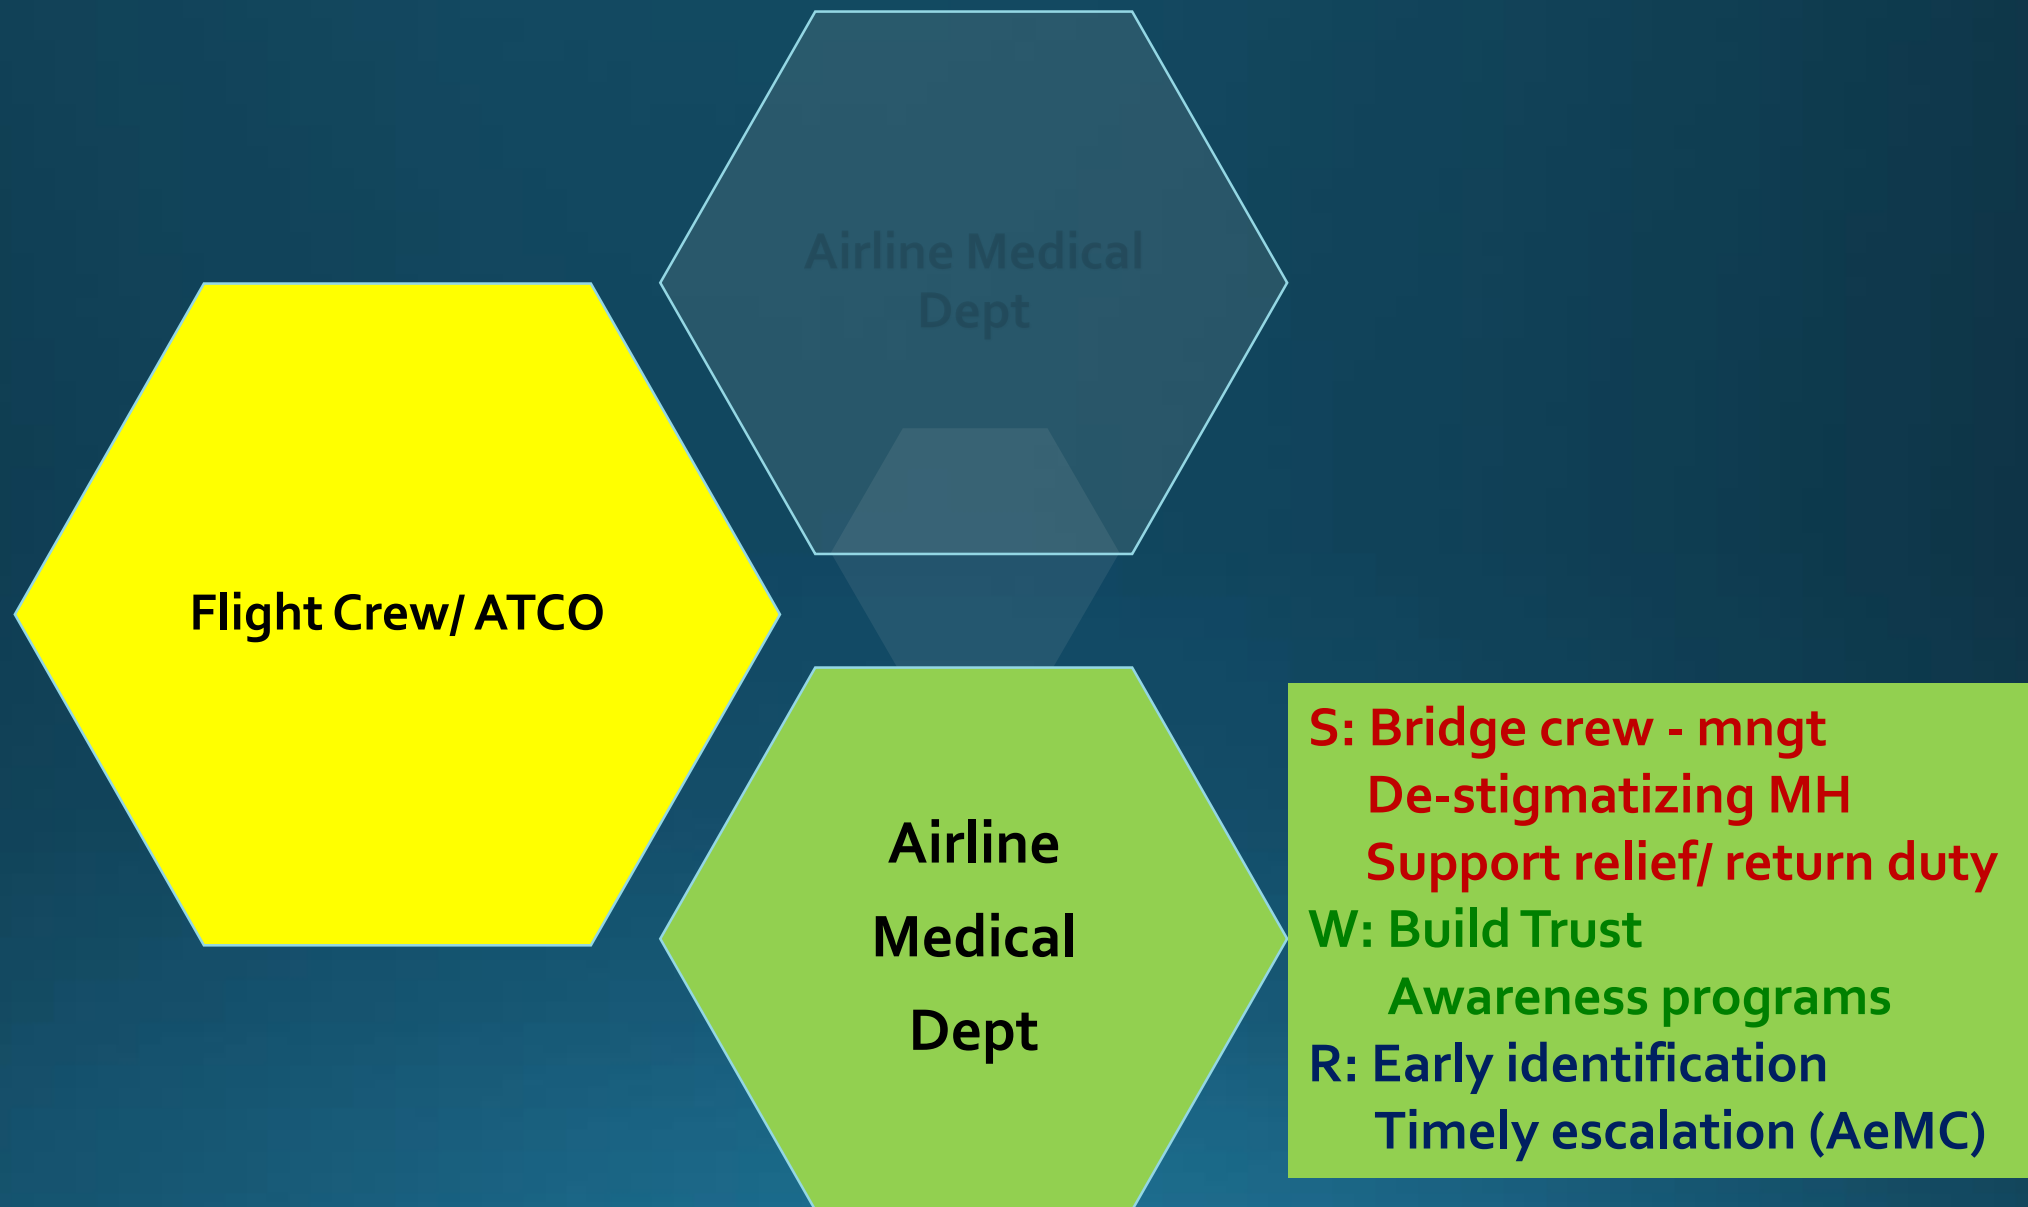 Airline Medical
Dept
Flight Crew/ ATCO
Airline
Medical
Dept
S: Bridge crew - mngt
De-stigmatizing MH
Support relief/ return duty
W: Build Trust
Awareness programs
R: Early identification
Timely escalation (AeMC)